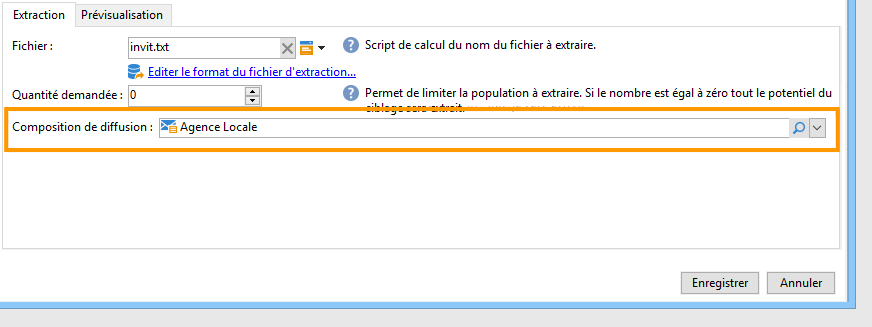 Extraction Prévisualisation
Fichier : invit.txt Script de calcul du nom du fichier à extraire.
Editer le format du fichier d'extraction...
Quantité demandée : 0 Permet de limiter la population à extraire. Si le nombre est égal à zéro tout le potentiel du
ciblage sera extrait.
Composition de diffusion : Agence Locale
Enregistrer Annuler